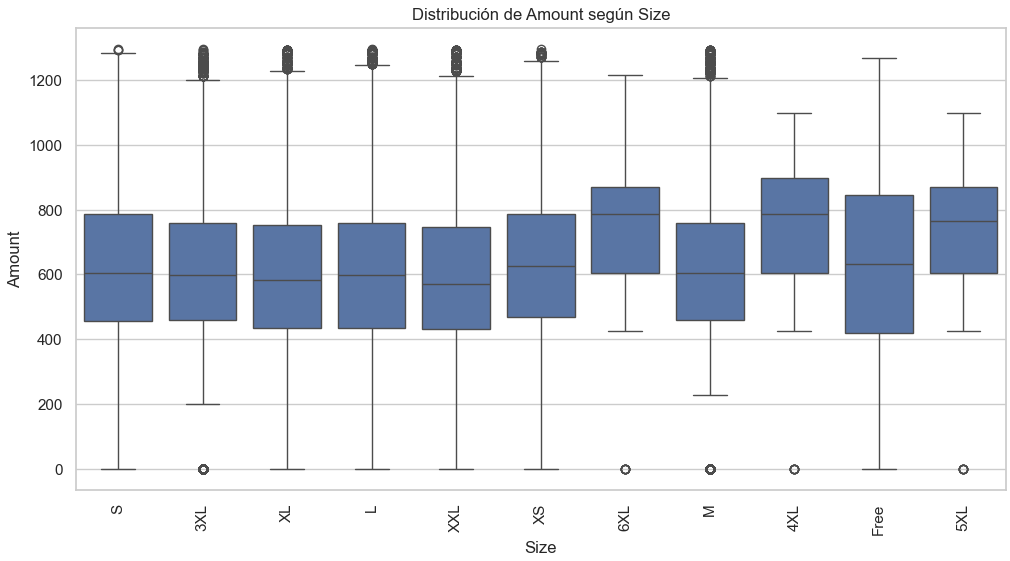 Distribución de Amount según Size
Amount
1200
1000
800
600
400
200
0
S
3XL
XL
L
XXL
XS
6XL
M
4XL
Free
5XL
Size